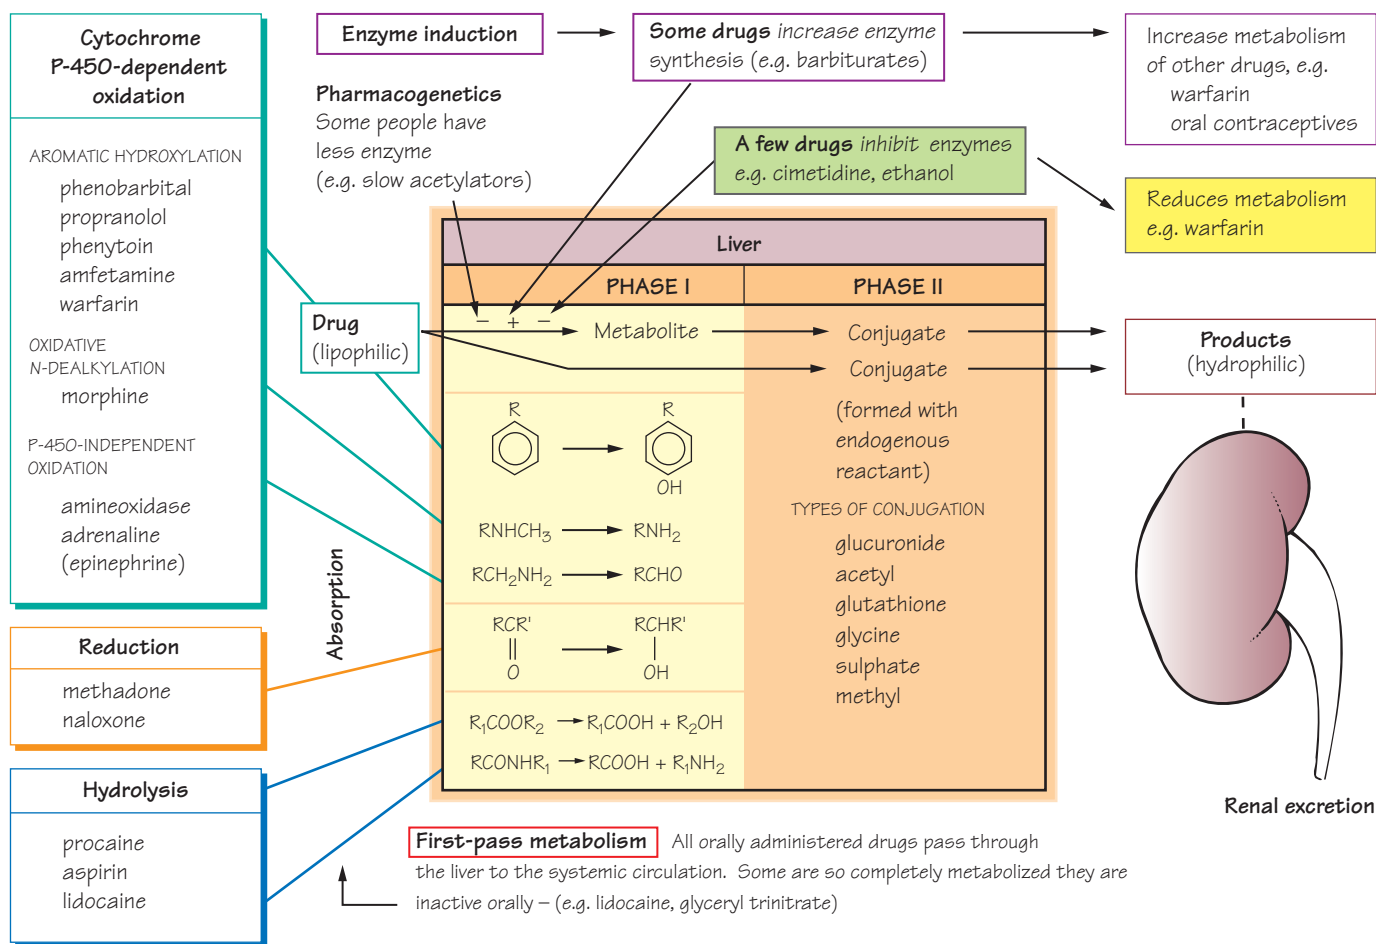 Cytochrome
P-450-dependent
oxidation
AROMATIC HYDROXYLATION
phenobarbital
propranolol
phenytoin
amfetamine
warfarin
OXIDATIVE
N-DEALKYLATION
morphine
P-450-INDEPENDENT
OXIDATION
amineoxidase
adrenaline
(epinephrine)
Reduction
methadone
naloxone
Hydrolysis
procaine
aspirin
lidocaine
Enzyme induction
Some drugs increase enzyme
synthesis (e.g. barbiturates)
Increase metabolism
of other drugs, e.g.
warfarin
oral contraceptives
Pharmacogenetics
Some people have
less enzyme
(e.g. slow acetylators)
A few drugs inhibit enzymes
e.g. cimetidine, ethanol
Reduces metabolism
e.g. warfarin
Drug
(lipophilic)
Absorption
Liver
PHASE I
PHASE II
− + −
Metabolite
Conjugate
Conjugate
(formed with
endogenous
reactant)
TYPES OF CONJUGATION
glucuronide
acetyl
glutathione
glycine
sulphate
methyl
R
R
OH
RNHCH₃ → RNH₂
RCH₂NH₂ → RCHO
RCR' → RCHR'
O
OH
R₁COOR₂ → R₁COOH + R₂OH
RCONHR₁ → RCOOH + R₁NH₂
Products
(hydrophilic)
Renal excretion
First-pass metabolism All orally administered drugs pass through
the liver to the systemic circulation. Some are so completely metabolized they are
inactive orally – (e.g. lidocaine, glyceryl trinitrate)